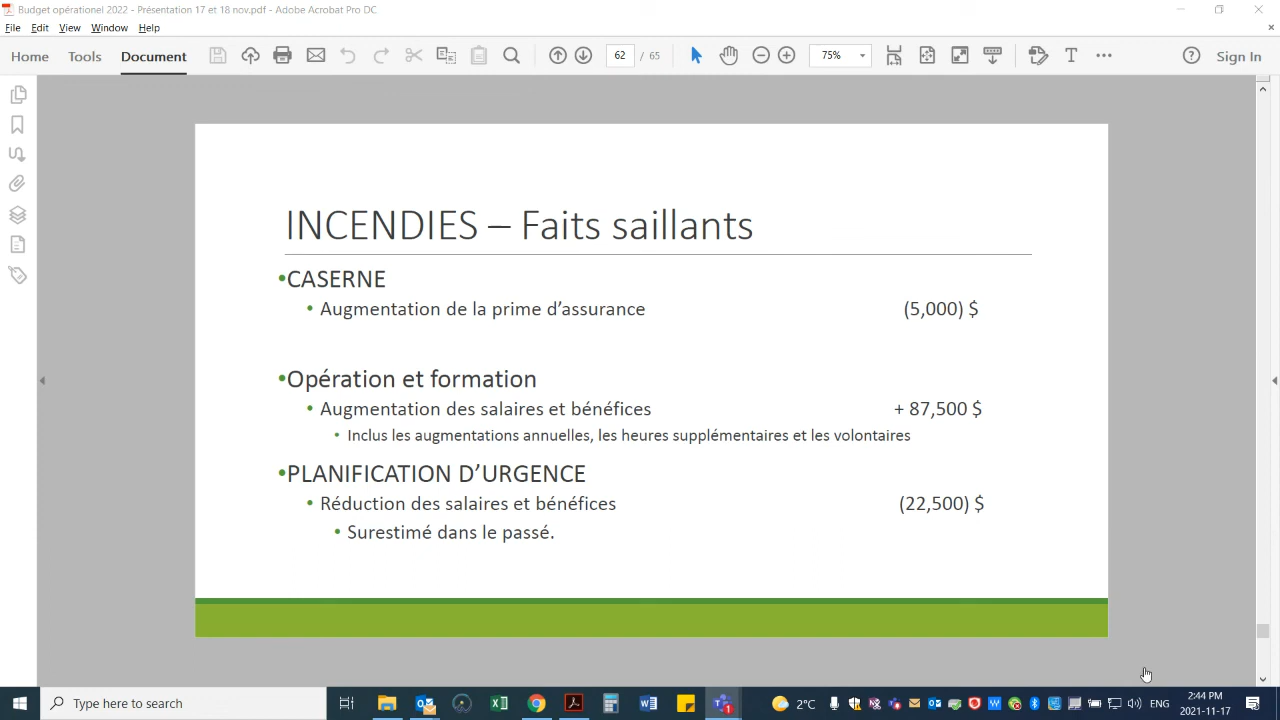 Budget opérationel 2022 - Présentation 17 et 18 nov.pdf - Adobe Acrobat Pro DC
File Edit View Window Help
Home Tools Document 62 / 65 75% Sign In
INCENDIES – Faits saillants
•CASERNE
• Augmentation de la prime d’assurance (5,000) $
•Opération et formation
• Augmentation des salaires et bénéfices + 87,500 $
• Inclus les augmentations annuelles, les heures supplémentaires et les volontaires
•PLANIFICATION D’URGENCE
• Réduction des salaires et bénéfices (22,500) $
• Surestimé dans le passé.
Type here to search 2°C ENG 2:44 PM
2021-11-17